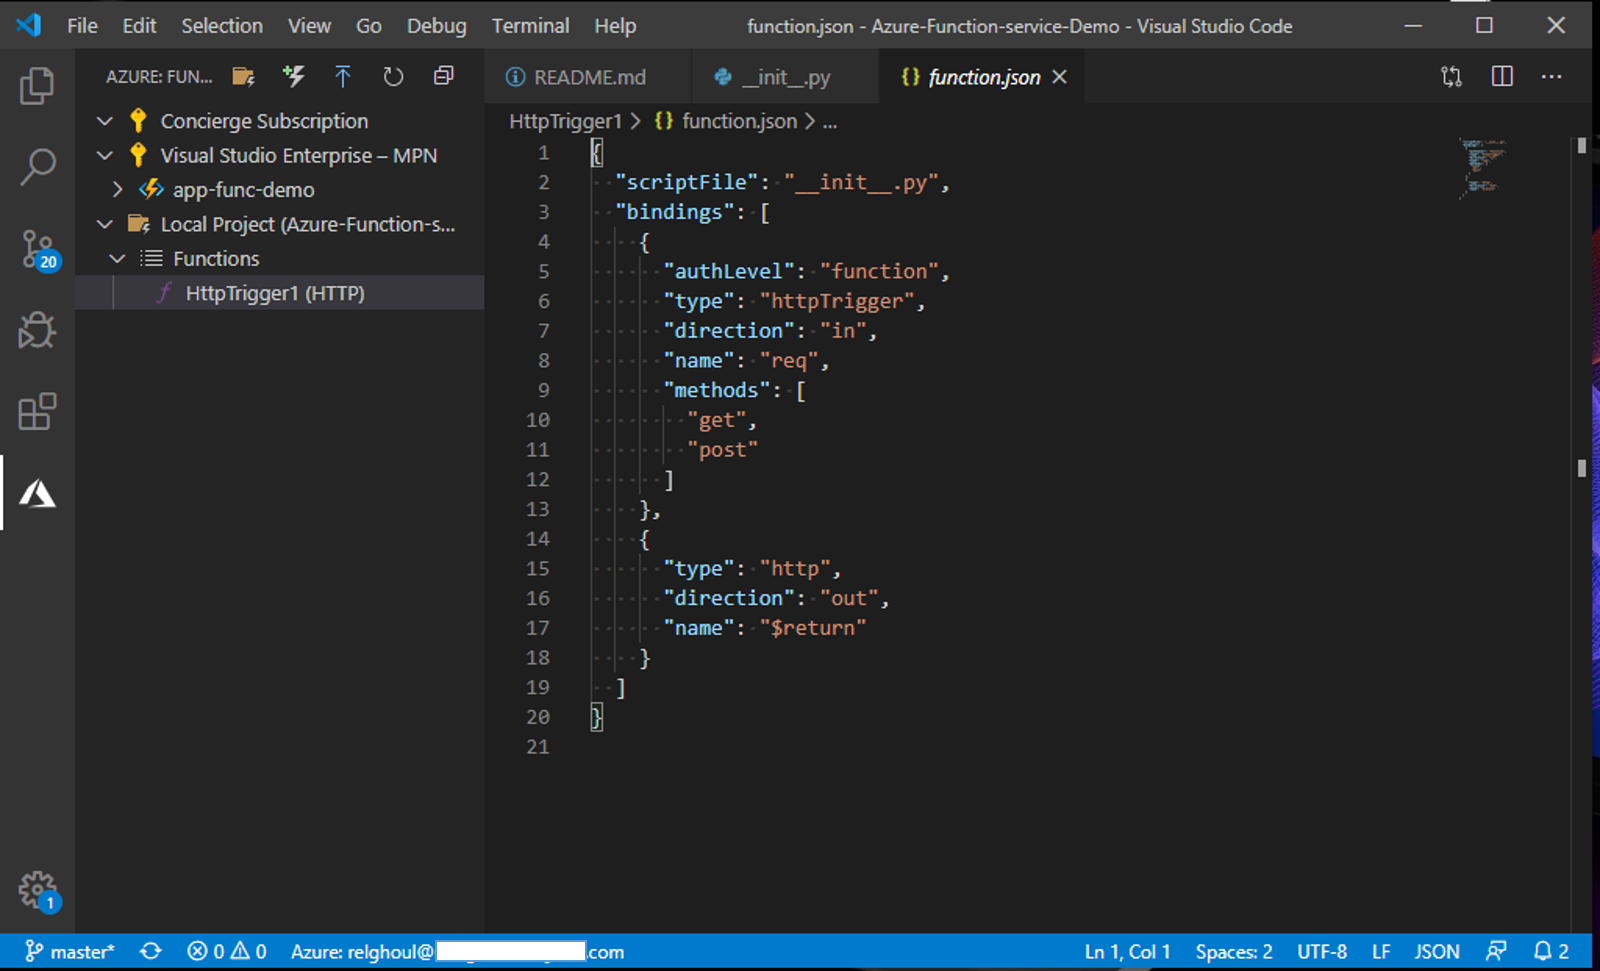 File Edit Selection View Go Debug Terminal Help function.json - Azure-Function-service-Demo - Visual Studio Code
AZURE: FUN...
README.md __init__.py {} function.json
Concierge Subscription
Visual Studio Enterprise – MPN
app-func-demo
Local Project (Azure-Function-s...
Functions
HttpTrigger1 (HTTP)
20
1
HttpTrigger1 > {} function.json > ...
1 {
2 "scriptFile": "__init__.py",
3 "bindings": [
4 {
5 "authLevel": "function",
6 "type": "httpTrigger",
7 "direction": "in",
8 "name": "req",
9 "methods": [
10 "get",
11 "post"
12 ]
13 },
14 {
15 "type": "http",
16 "direction": "out",
17 "name": "$return"
18 }
19 ]
20 }
21
master* 0 0 Azure: relghoul@ .com Ln 1, Col 1 Spaces: 2 UTF-8 LF JSON 2